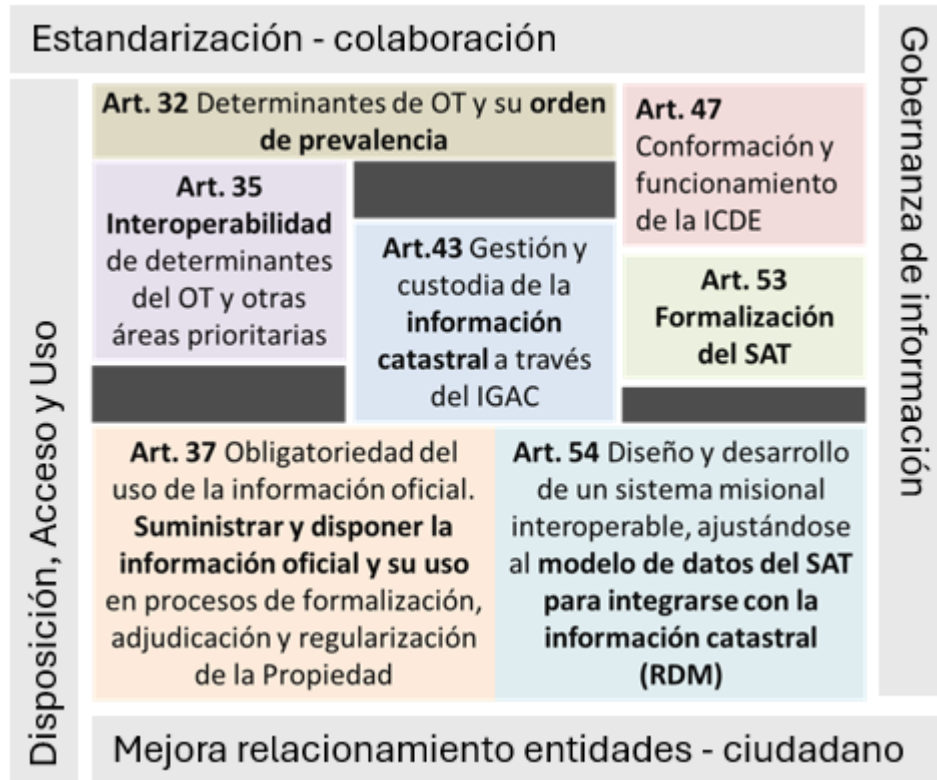 Estandarización - colaboración
Gobernanza de información
Disposición, Acceso y Uso
Art. 32 Determinantes de OT y su orden
de prevalencia
Art. 47
Conformación y
funcionamiento
de la ICDE
Art. 35
Interoperabilidad
de determinantes
del OT y otras
áreas prioritarias
Art.43 Gestión y
custodia de la
información
catastral a través
del IGAC
Art. 53
Formalización
del SAT
Art. 37 Obligatoriedad del
uso de la información oficial.
Suministrar y disponer la
información oficial y su uso
en procesos de formalización,
adjudicación y regularización
de la Propiedad
Art. 54 Diseño y desarrollo
de un sistema misional
interoperable, ajustándose
al modelo de datos del SAT
para integrarse con la
información catastral
(RDM)
Mejora relacionamiento entidades - ciudadano